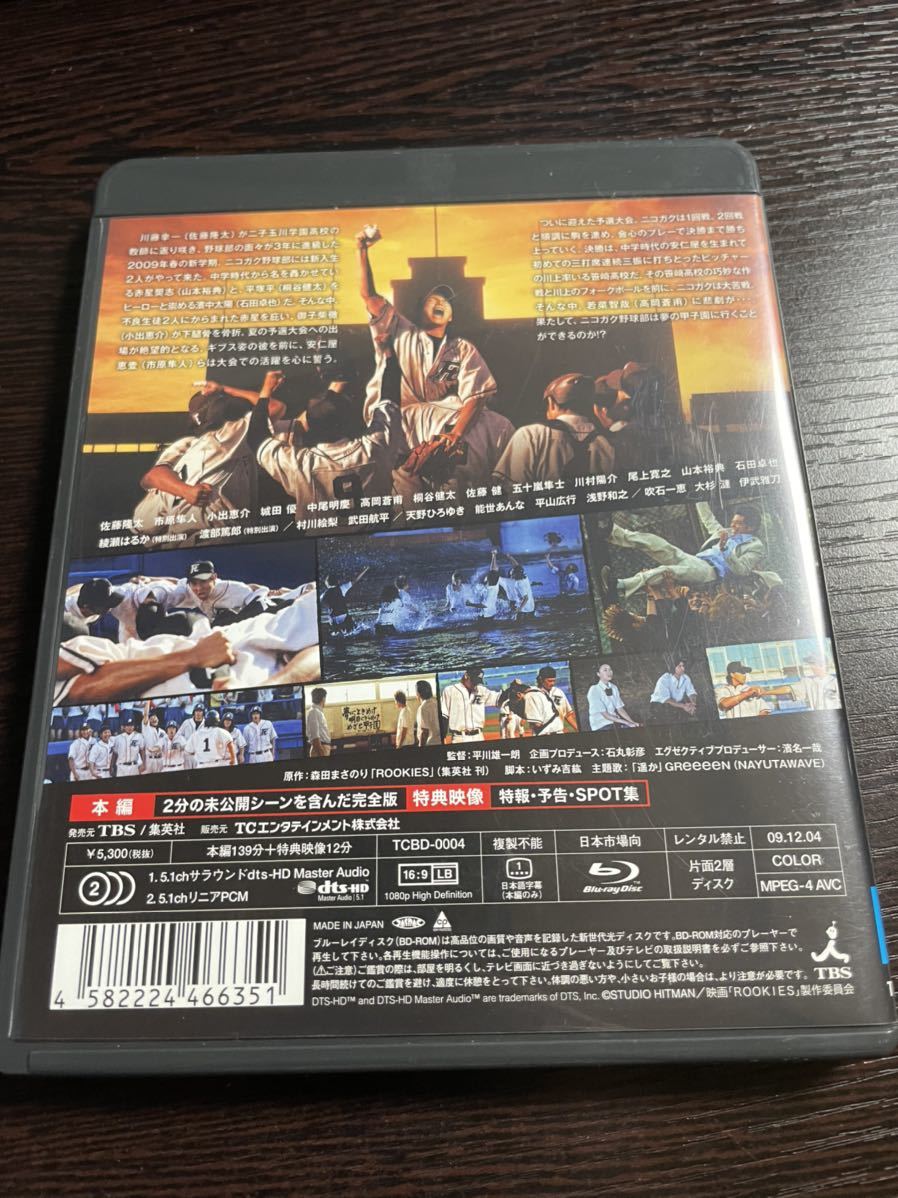 川藤幸一(佐藤隆太)が二子玉川学園高校の
教師に返り咲き、野球部の面々が3年に進級した
2009年春の新学期。ニコガク野球部には新入生
2人がやって来た。中学時代から名を轟かせてい
る赤星奨志(山本裕典)と、平塚平(桐谷健太)を
ヒーローと崇める濱中太陽(石田卓也)だ。そんな中、
不良生徒2人にからまれた赤星を庇い、御子柴徹
(小出恵介)が下腿骨を骨折。夏の予選大会への出
場が絶望的となる。ギプス姿の彼を前に、安仁屋
恵壹(市原隼人)らは大会での活躍を心に誓う。
ついに迎えた予選大会。ニコガクは1回戦、2回戦
と順調に駒を進め、会心のプレーで決勝まで勝ち
上っていく。決勝は、中学時代の安仁屋を生まれて
初めての三打席連続三振に打ちとったピッチャー
の川上率いる笹崎高校だ。その笹崎高校の巧妙な作
戦と川上のフォークボールを前に、ニコガクは大苦戦。
そんな中、若菜智哉(高岡蒼甫)に悲劇が・・・
果たして、ニコガク野球部は夢の甲子園に行くこと
ができるのか!?
佐藤隆太 市原隼人 小出恵介 城田 優 中尾明慶 高岡蒼甫 桐谷健太 佐藤 健 五十嵐隼士 川村陽介 尾上寛之 山本裕典 石田卓也
綾瀬はるか(特別出演) 渡部篤郎(特別出演)/村川絵梨 武田航平/天野ひろゆき 能世あんな 平山広行 浅野和之/吹石一恵 大杉 漣 伊武雅刀
夢にときめけ
明日にきらめけ
めざせ甲子園
1
監督:平川雄一朗 企画プロデュース:石丸彰彦 エグゼクティブプロデューサー:濱名一哉
原作:森田まさのり「ROOKIES」(集英社 刊) 脚本:いずみ吉紘 主題歌:「遥か」GReeeeN (NAYUTAWAVE)
本編 2分の未公開シーンを含んだ完全版 特典映像 特報・予告・SPOT集
発売元 TBS/集英社 販売元 TCエンタテインメント株式会社
¥5,300(税抜) 本編139分+特典映像12分 TCBD-0004 複製不能 日本市場向 レンタル禁止 09.12.04
2 1.5.1chサラウンドdts-HD Master Audio
2.5.1chリニアPCM
dts-HD
Master Audio | 5.1
16:9 LB
1080p High Definition
1
日本語字幕
(本編のみ)
Blu-ray Disc
片面2層
ディスク
COLOR
MPEG-4 AVC
MADE IN JAPAN
ブルーレイディスク(BD-ROM)は高品位の画質や音声を記録した新世代光ディスクです。BD-ROM対応のプレーヤーで
再生して下さい。各再生機能操作については、ご使用になるプレーヤー及びテレビの取扱説明書を必ずご参照下さい。
(⚠ご注意)ご鑑賞の際は、部屋を明るくし、テレビ画面に近づき過ぎないようにしてご覧下さい。
長時間続けてのご鑑賞を避け、適度に休憩をとって下さい。体調の悪い方や、小さいお子様の場合は、より注意が必要です。
DTS-HD™ and DTS-HD Master Audio™ are trademarks of DTS, Inc. ©STUDIO HITMAN/映画「ROOKIES」製作委員会
TBS
4 582224 466351